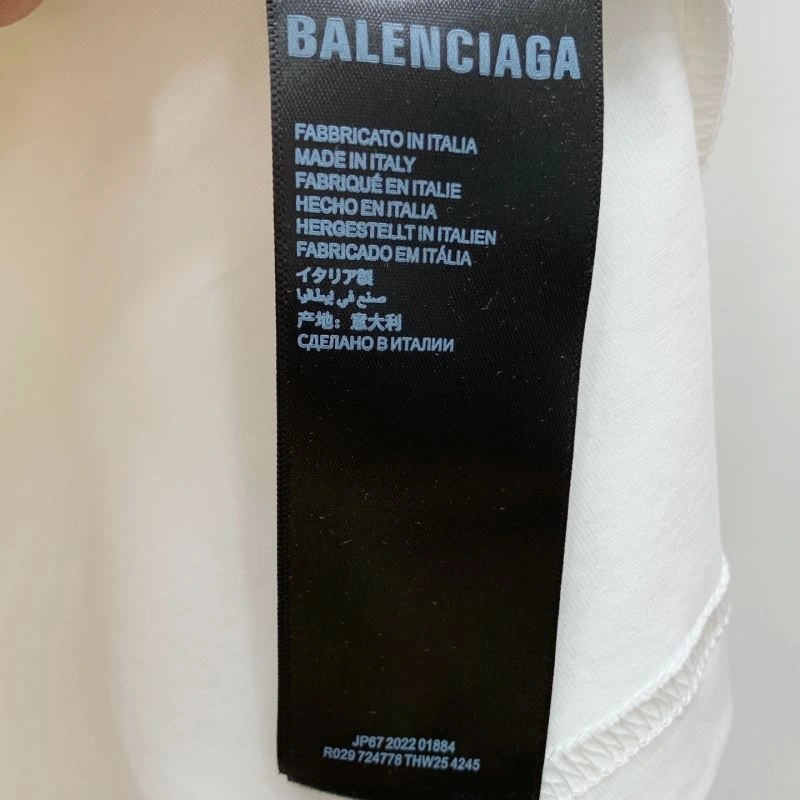 BALENCIAGA
FABBRICATO IN ITALIA
MADE IN ITALY
FABRIQUÉ EN ITALIE
HECHO EN ITALIA
HERGESTELLT IN ITALIEN
FABRICADO EM ITÁLIA
イタリア製
صنع في إيطاليا
产地：意大利
СДЕЛАНО В ИТАЛИИ
JP67 2022 01884
R029 724778 THW25 4245